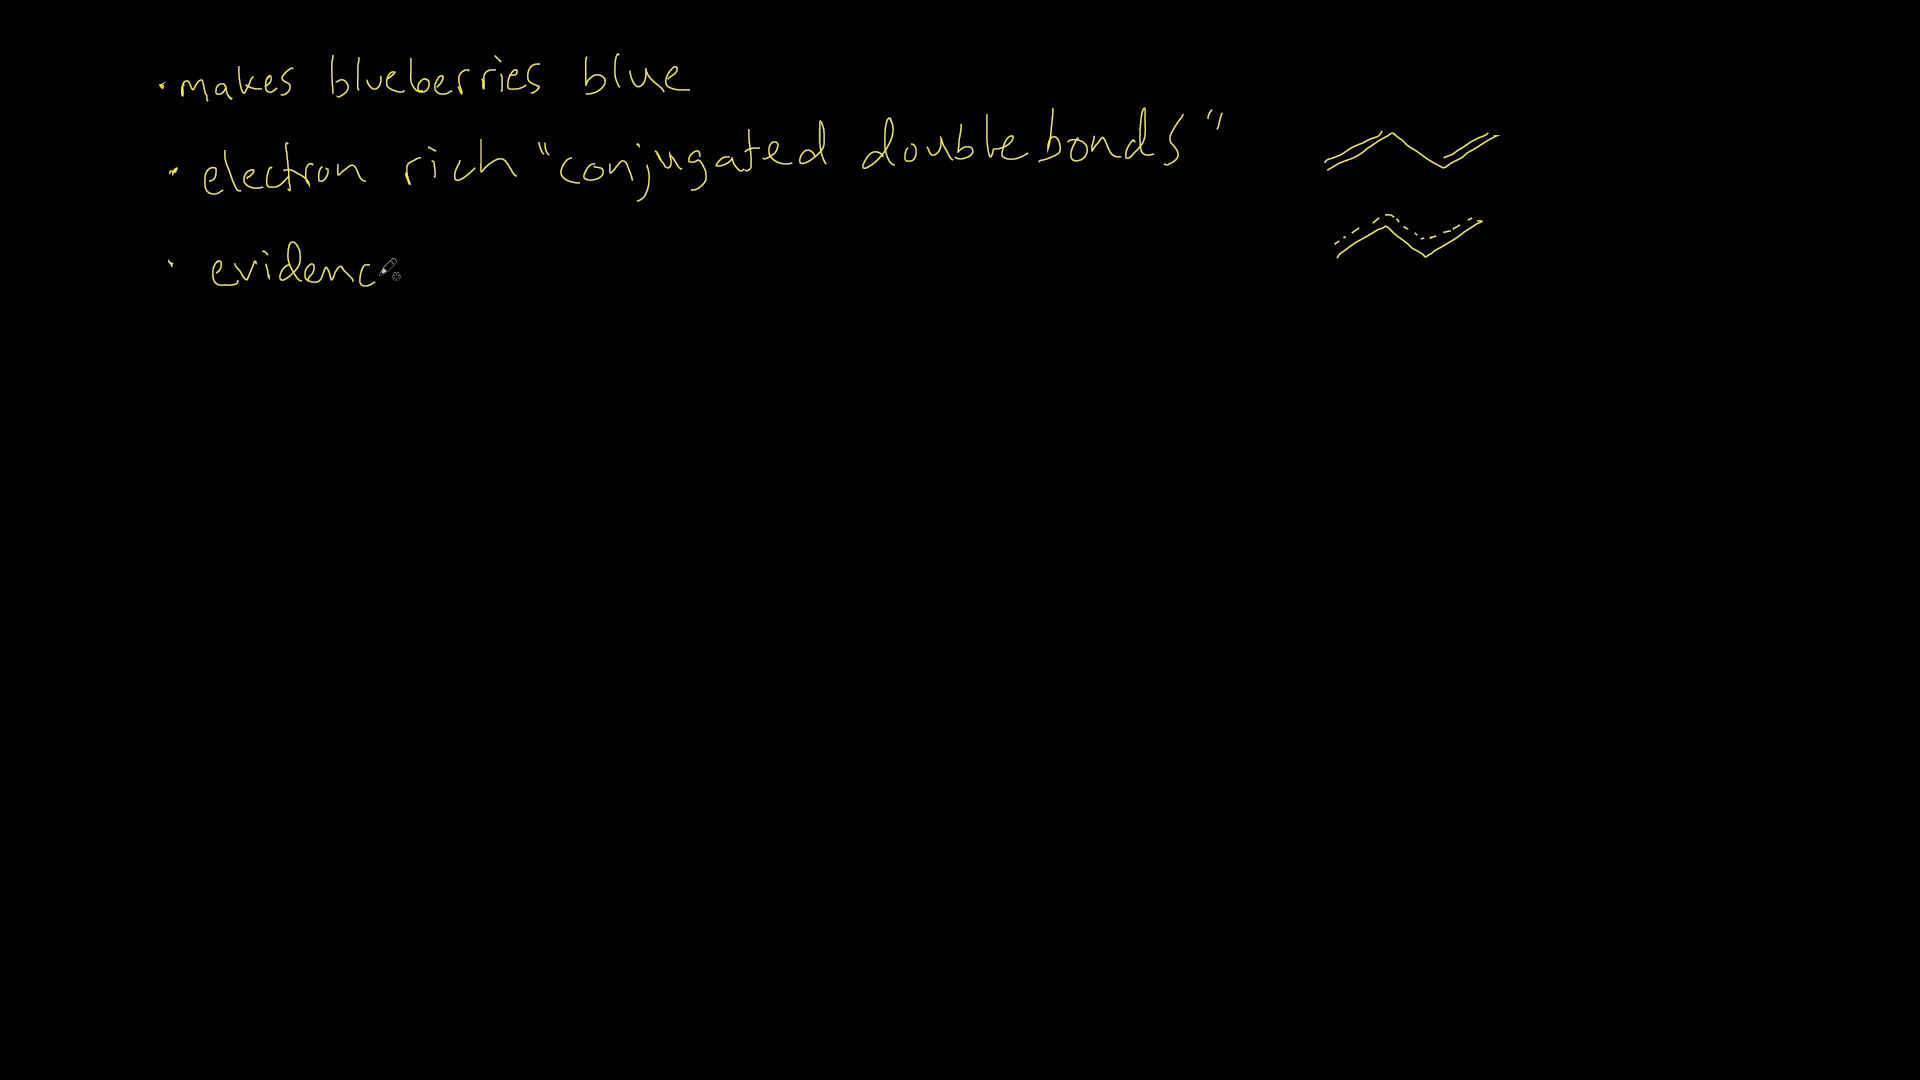 · makes blueberries blue
· electron rich "conjugated double bonds"
· evidenc